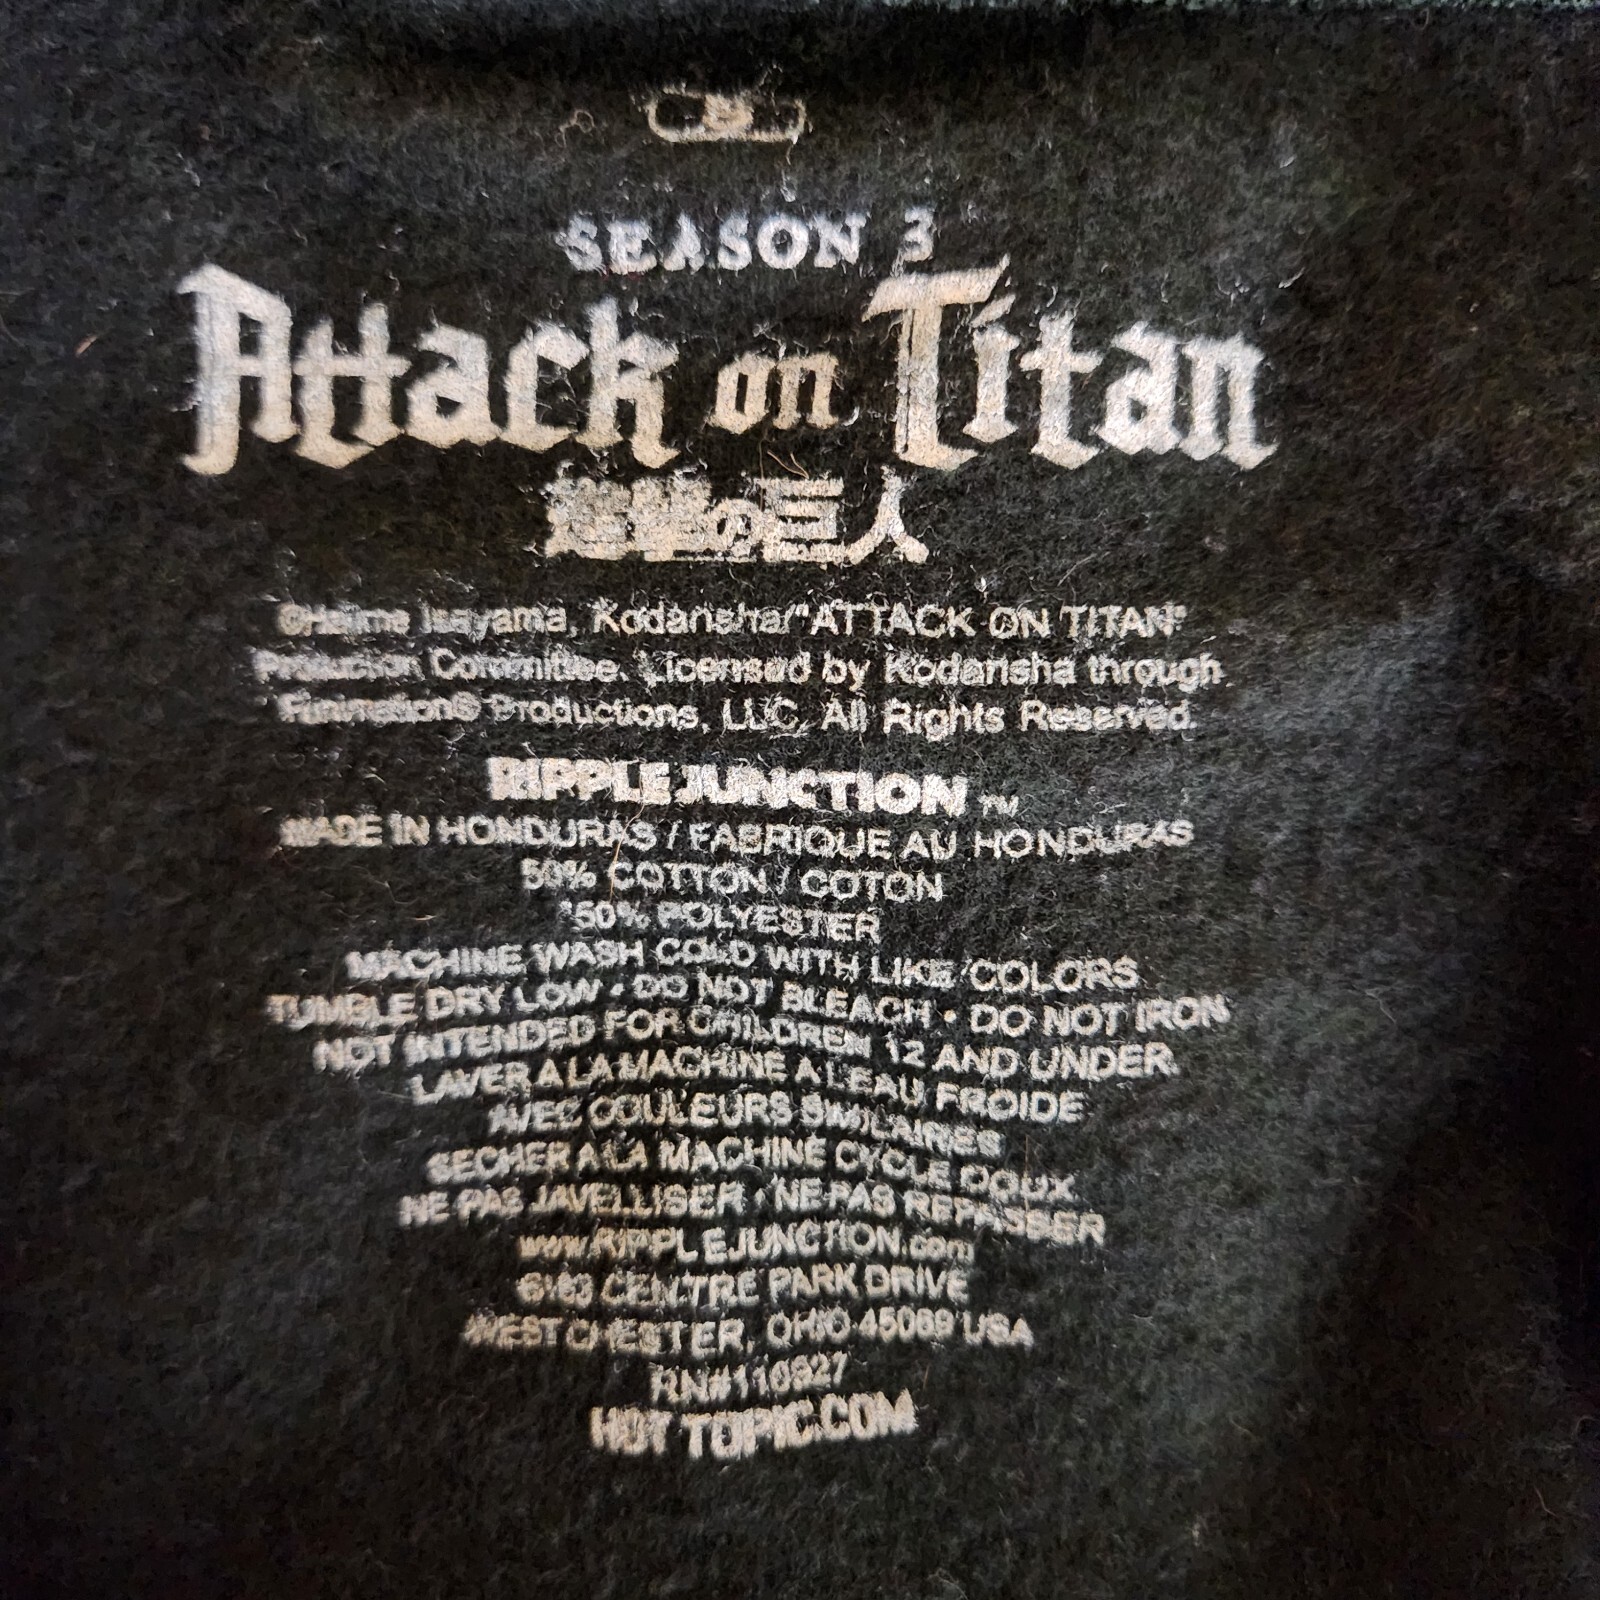 S
SEASON 3
Attack on Titan
進撃の巨人
©Hajime Isayama, Kodansha/"ATTACK ON TITAN"
Production Committee. Licensed by Kodansha through
Funimation® Productions, LLC. All Rights Reserved.
RIPPLE JUNCTION TM
MADE IN HONDURAS / FABRIQUE AU HONDURAS
50% COTTON / COTON
50% POLYESTER
MACHINE WASH COLD WITH LIKE COLORS
TUMBLE DRY LOW • DO NOT BLEACH • DO NOT IRON
NOT INTENDED FOR CHILDREN 12 AND UNDER.
LAVER A LA MACHINE A LEAU FROIDE
AVEC COULEURS SIMILAIRES
SECHER A LA MACHINE CYCLE DOUX
NE PAS JAVELLISER • NE PAS REPASSER
www.RIPPLEJUNCTION.com
6163 CENTRE PARK DRIVE
WEST CHESTER, OHIO 45069 USA
RN#110827
HOT TOPIC.COM